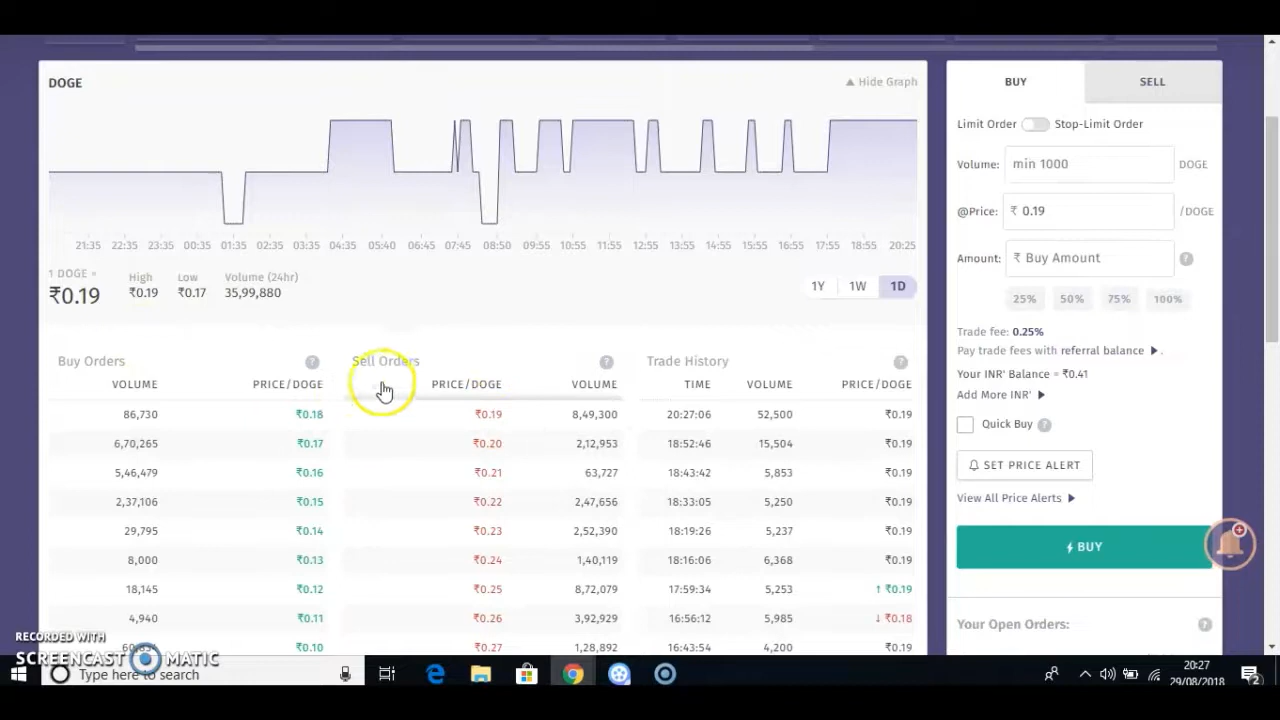 DOGE
Hide Graph
21:35 22:35 23:35 00:35 01:35 02:35 03:35 04:35 05:40 06:45 07:45 08:50 09:55 10:55 11:55 12:55 13:55 14:55 15:55 16:55 17:55 18:55 20:25
1 DOGE =
₹0.19
High
₹0.19
Low
₹0.17
Volume (24hr)
35,99,880
1Y 1W 1D
Buy Orders ?
VOLUME PRICE/DOGE
86,730 ₹0.18
6,70,265 ₹0.17
5,46,479 ₹0.16
2,37,106 ₹0.15
29,795 ₹0.14
8,000 ₹0.13
18,145 ₹0.12
4,940 ₹0.11
₹0.10
Sell Orders ?
PRICE/DOGE VOLUME
₹0.19 8,49,300
₹0.20 2,12,953
₹0.21 63,727
₹0.22 2,47,656
₹0.23 2,52,390
₹0.24 1,40,119
₹0.25 8,72,079
₹0.26 3,92,929
₹0.27 1,28,892
Trade History ?
TIME VOLUME PRICE/DOGE
20:27:06 52,500 ₹0.19
18:52:46 15,504 ₹0.19
18:43:42 5,853 ₹0.19
18:33:05 5,250 ₹0.19
18:19:26 5,237 ₹0.19
18:16:06 6,368 ₹0.19
17:59:34 5,253 ↑ ₹0.19
16:56:12 5,985 ↓ ₹0.18
16:43:54 4,200 ₹0.19
BUY SELL
Limit Order Stop-Limit Order
Volume: min 1000 DOGE
@Price: ₹ 0.19 /DOGE
Amount: ₹ Buy Amount ?
25% 50% 75% 100%
Trade fee: 0.25%
Pay trade fees with referral balance .
Your INR' Balance = ₹0.41
Add More INR'
Quick Buy ?
SET PRICE ALERT
View All Price Alerts
BUY
Your Open Orders: ?
RECORDED WITH
SCREENCAST MATIC
Type here to search
20:27
29/08/2018
2